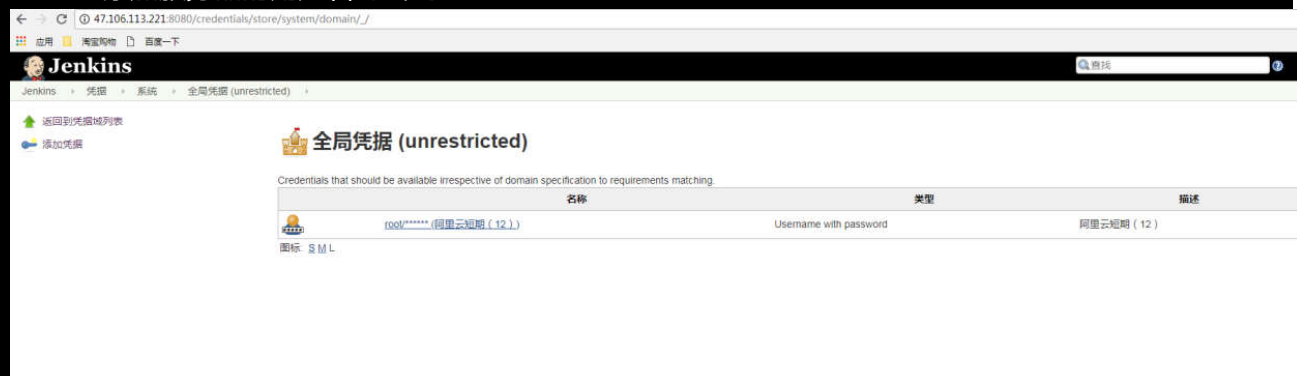 47.106.113.221:8080/credentials/store/system/domain/_/
应用 淘宝购物 百度一下
Jenkins
查找
Jenkins 凭据 系统 全局凭据 (unrestricted)
返回到凭据域列表
添加凭据
全局凭据 (unrestricted)
Credentials that should be available irrespective of domain specification to requirements matching.
名称 类型 描述
root/****** (阿里云短期（12）) Username with password 阿里云短期（12）
图标: S M L